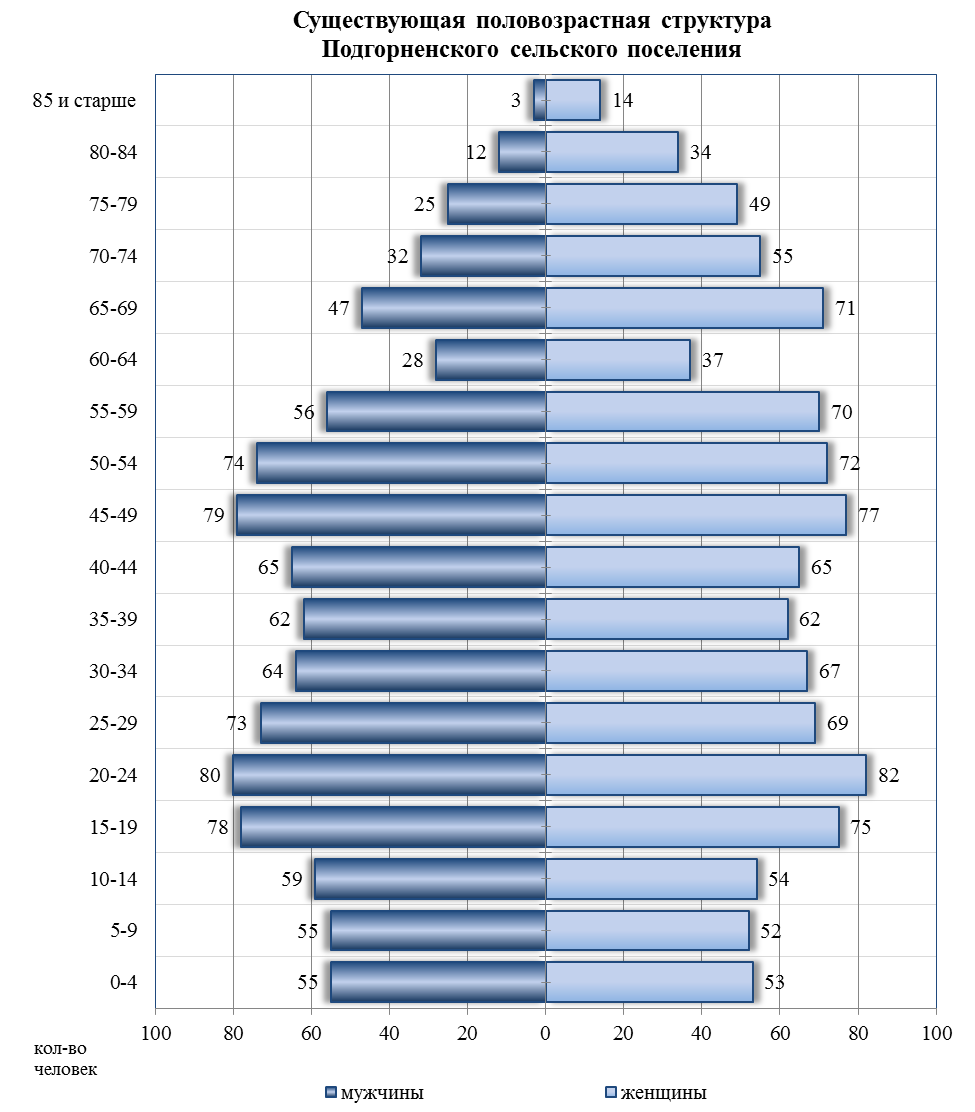 Существующая половозрастная структура
Подгорненского сельского поселения
85 и старше 3 14
80-84 12 34
75-79 25 49
70-74 32 55
65-69 47 71
60-64 28 37
55-59 56 70
50-54 74 72
45-49 79 77
40-44 65 65
35-39 62 62
30-34 64 67
25-29 73 69
20-24 80 82
15-19 78 75
10-14 59 54
5-9 55 52
0-4 55 53
100 80 60 40 20 0 20 40 60 80 100
кол-во
человек
мужчины женщины